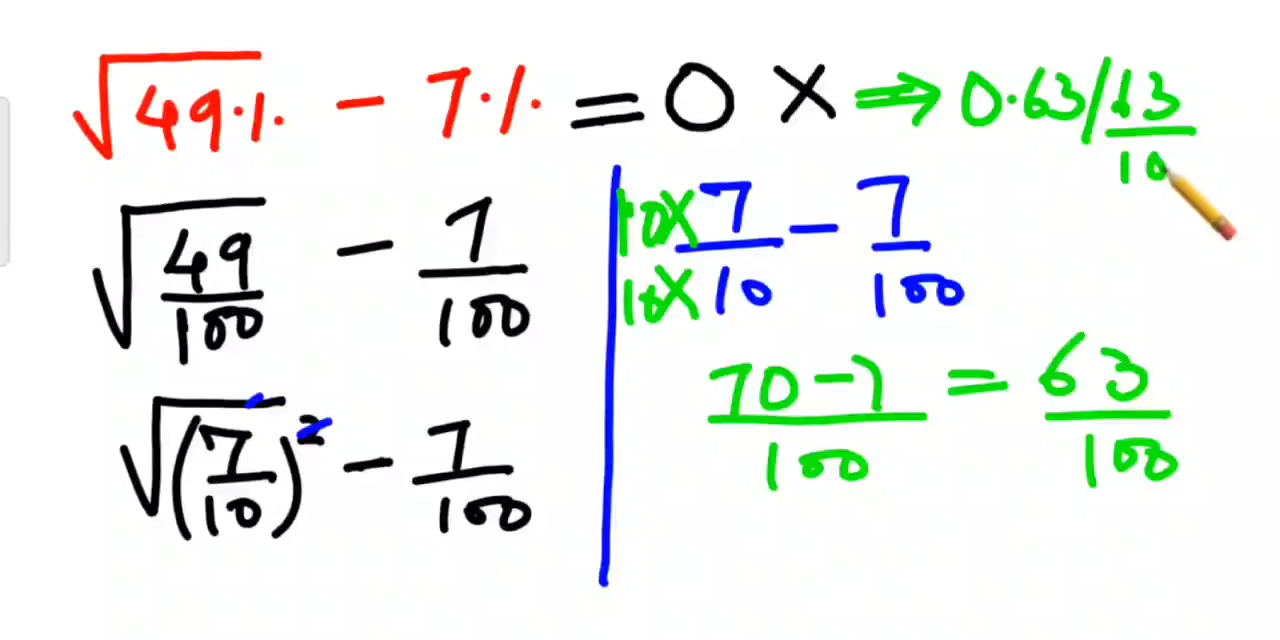 √49% - 7% = 0 × ⇒ 0.63/63/10
√49/100 - 7/100
√(7/10)² - 7/100
10×7/10×10 - 7/100
70-7/100 = 63/100